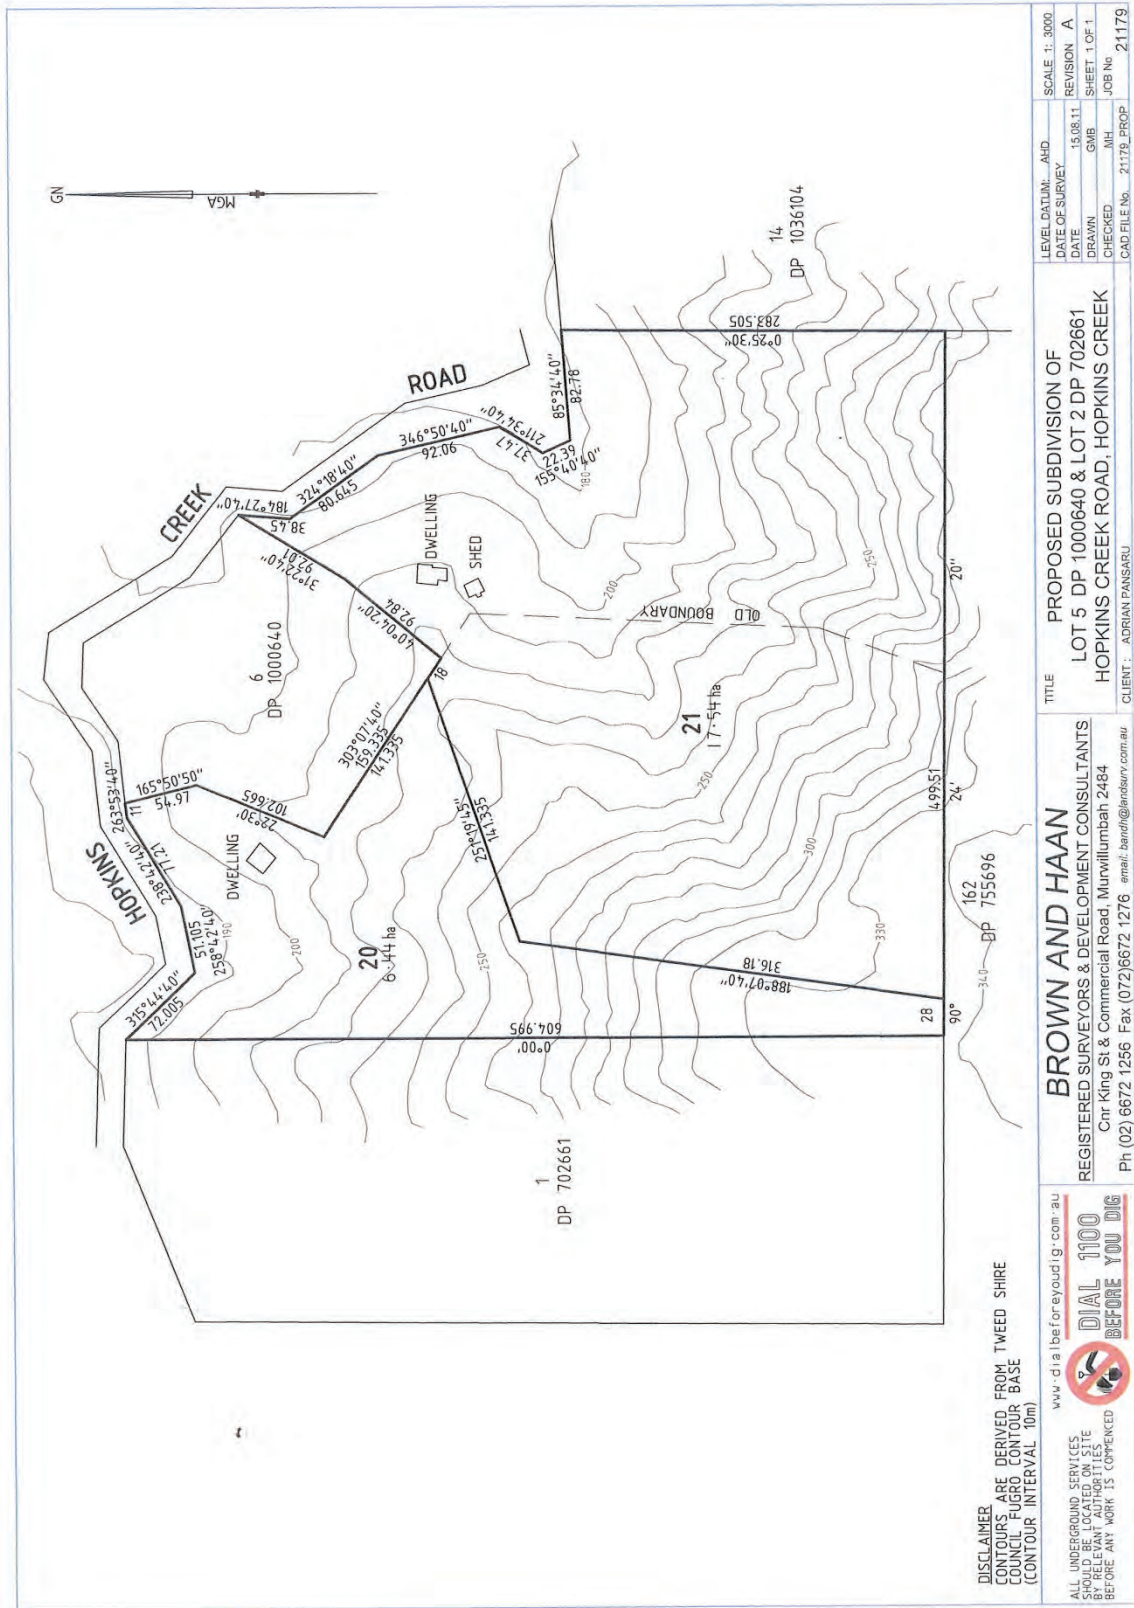 GN
MGA
HOPKINS
CREEK
ROAD
263°53'40"
11
165°50'50"
54.97
238°42'40"
77.21
51.105
258°42'40"
315°44'40"
72.005
DWELLING
22°30'
102.665
6
DP 1000640
31°22'40"
92.01
184°27'40"
38.45
324°18'40"
80.645
346°50'40"
92.06
211°34'40"
37.47
22.39
155°40'40"
85°34'40"
82.78
40°04'20"
92.84
DWELLING
SHED
303°07'40"
159.335
141.335
18
251°19'45"
141.335
190
200
20
6.44 ha
250
180
200
OLD BOUNDARY
14
DP 1036104
0°25'30"
283.505
21
17.54 ha
250
250
300
330
340
604.995
0°00'
188°07'40"
316.18
28
90°
499.51
24'
20"
162
DP 755696
1
DP 702661
DISCLAIMER
CONTOURS ARE DERIVED FROM TWEED SHIRE
COUNCIL FUGRO CONTOUR BASE
(CONTOUR INTERVAL 10m)
www.dialbeforeyoudig.com.au
ALL UNDERGROUND SERVICES
SHOULD BE LOCATED ON SITE
BY RELEVANT AUTHORITIES
BEFORE ANY WORK IS COMMENCED
DIAL 1100
BEFORE YOU DIG
BROWN AND HAAN
REGISTERED SURVEYORS & DEVELOPMENT CONSULTANTS
Cnr King St & Commercial Road, Murwillumbah 2484
Ph (02) 6672 1256 Fax (072)6672 1276 email: bandh@landsurv.com.au
TITLE
PROPOSED SUBDIVISION OF
LOT 5 DP 1000640 & LOT 2 DP 702661
HOPKINS CREEK ROAD, HOPKINS CREEK
CLIENT : ADRIAN PANSARU
LEVEL DATUM: AHD
DATE OF SURVEY
DATE 15.08.11
DRAWN GMB
CHECKED MH
CAD FILE No. 21179_PROP
SCALE 1: 3000
REVISION A
SHEET 1 OF 1
JOB No
21179